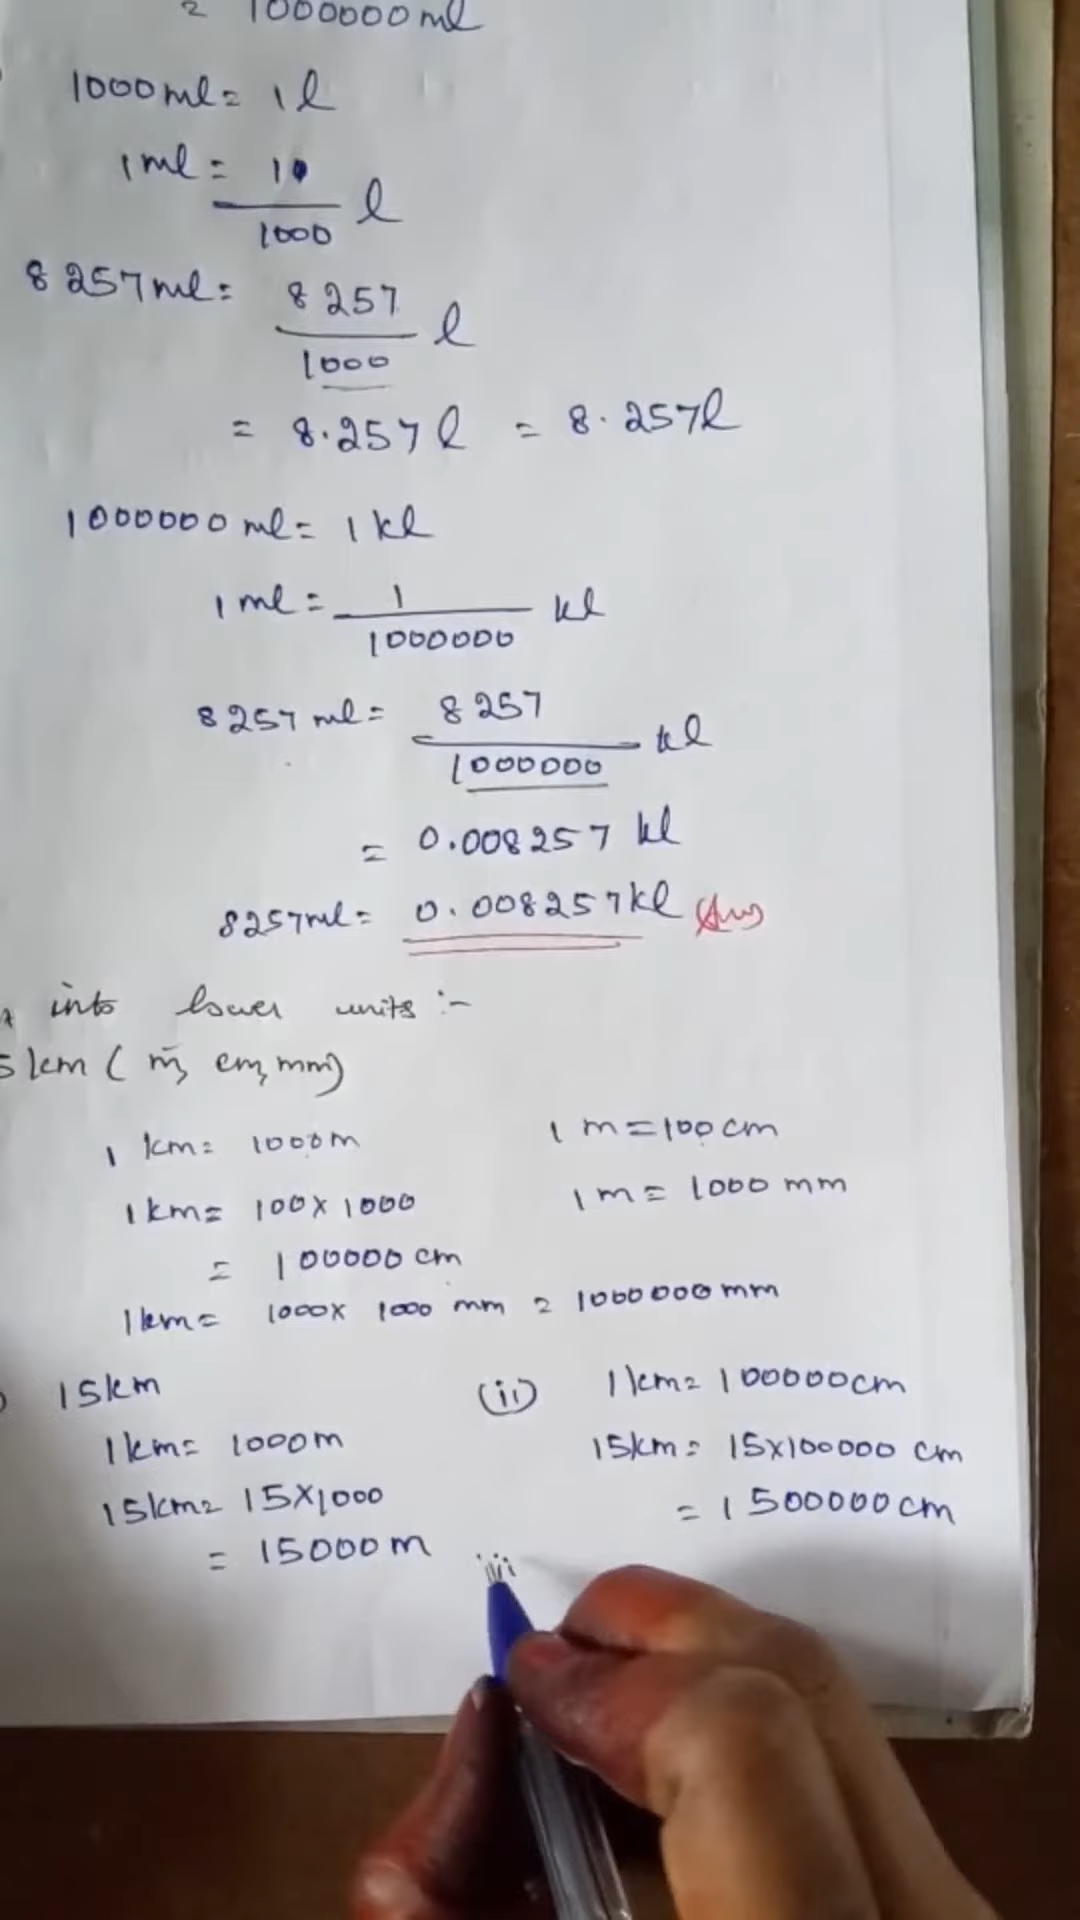 = 1000000 ml
1000 ml = 1 l
1 ml = 1
1000 l
8257 ml = 8257
1000 l
= 8.257 l = 8.257 l
1000000 ml = 1 kl
1 ml = 1 kl
1000000
8257 ml = 8257 kl
1000000
= 0.008257 kl
8257 ml = 0.008257 kl Ans
into lower units :-
5 km ( m, cm, mm)
1 km = 1000 m 1 m = 100 cm
1 km = 100 x 1000 1 m = 1000 mm
= 100000 cm
1 km = 1000 x 1000 mm = 1000000 mm
15 km (ii) 1 km = 100000 cm
1 km = 1000 m 15 km = 15 x 100000 cm
15 km = 15 x 1000 = 1500000 cm
= 15000 m iii